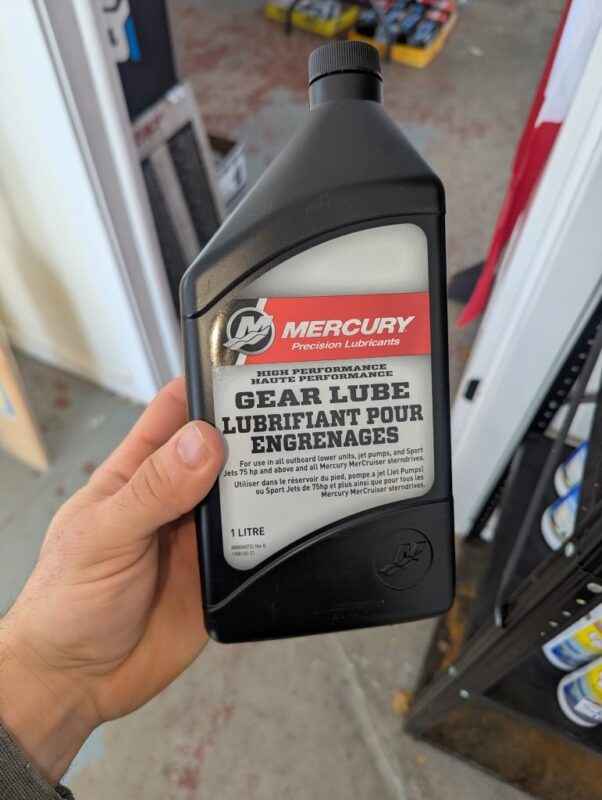 MERCURY
Precision Lubricants
HIGH PERFORMANCE
HAUTE PERFORMANCE
GEAR LUBE
LUBRIFIANT POUR
ENGRENAGES
For use in all outboard lower units, jet pumps, and Sport
Jets 75 hp and above and all Mercury MerCruiser sterndrives.
Utiliser dans le réservoir du pied, pompe a jet (Jet Pumps)
ou Sport Jets de 75hp et plus ainsi que pour tous les
Mercury MerCruiser sterndrives.
1 LITRE